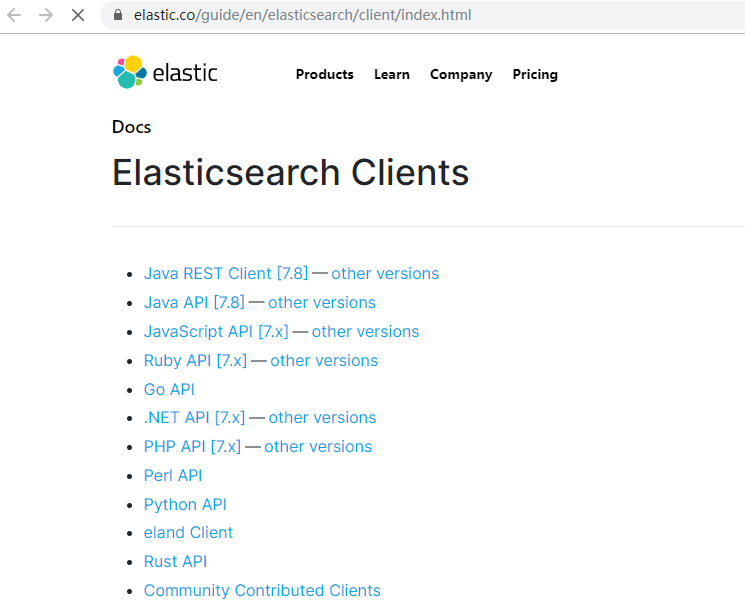 elastic.co/guide/en/elasticsearch/client/index.html
elastic Products Learn Company Pricing
Docs
Elasticsearch Clients
Java REST Client [7.8] — other versions
Java API [7.8] — other versions
JavaScript API [7.x] — other versions
Ruby API [7.x] — other versions
Go API
.NET API [7.x] — other versions
PHP API [7.x] — other versions
Perl API
Python API
eland Client
Rust API
Community Contributed Clients